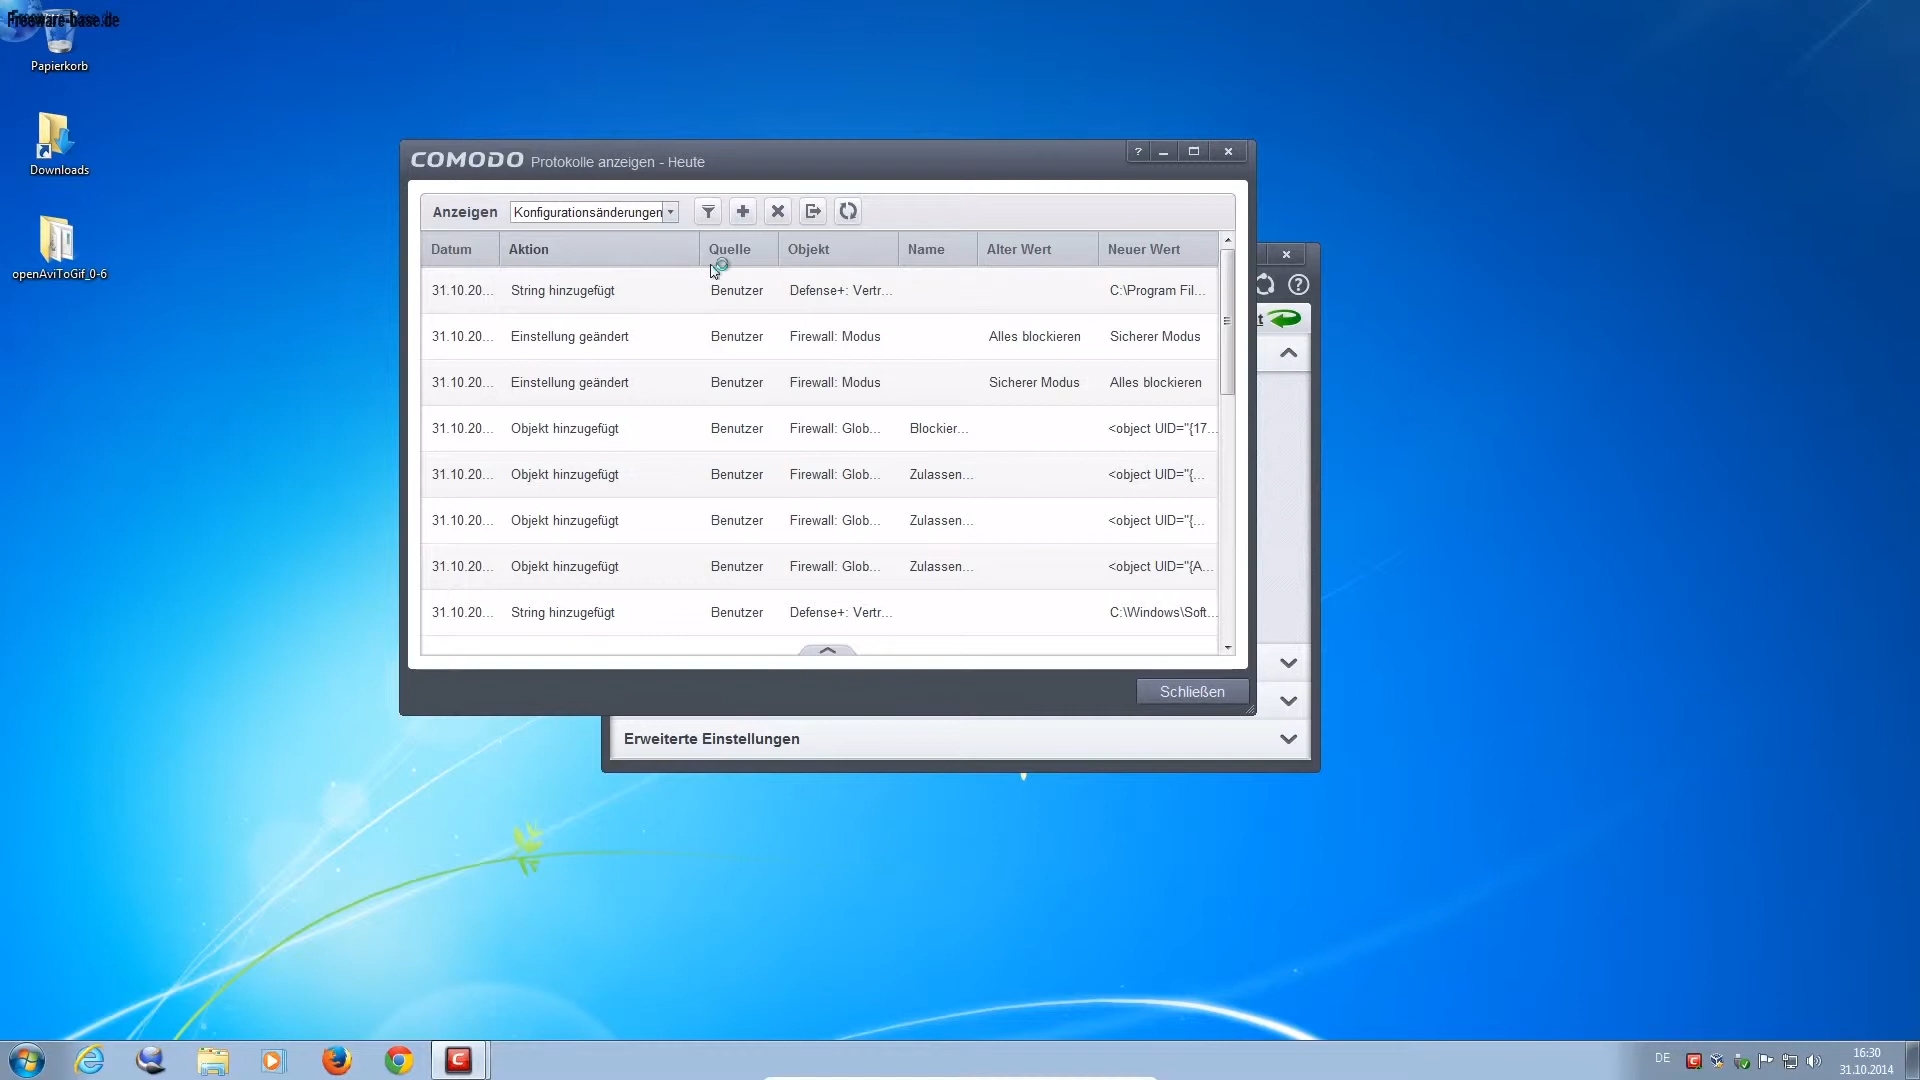 Freeware-base.de
Papierkorb
Downloads
openAviToGif_0-6
COMODO Protokolle anzeigen - Heute
?
Anzeigen Konfigurationsänderungen
Datum Aktion Quelle Objekt Name Alter Wert Neuer Wert
31.10.20... String hinzugefügt Benutzer Defense+: Vertr... C:\Program Fil...
31.10.20... Einstellung geändert Benutzer Firewall: Modus Alles blockieren Sicherer Modus
31.10.20... Einstellung geändert Benutzer Firewall: Modus Sicherer Modus Alles blockieren
31.10.20... Objekt hinzugefügt Benutzer Firewall: Glob... Blockier... <object UID="{17...
31.10.20... Objekt hinzugefügt Benutzer Firewall: Glob... Zulassen... <object UID="{...
31.10.20... Objekt hinzugefügt Benutzer Firewall: Glob... Zulassen... <object UID="{...
31.10.20... Objekt hinzugefügt Benutzer Firewall: Glob... Zulassen... <object UID="{A...
31.10.20... String hinzugefügt Benutzer Defense+: Vertr... C:\Windows\Soft...
Schließen
t
Erweiterte Einstellungen
DE
16:30
31.10.2014